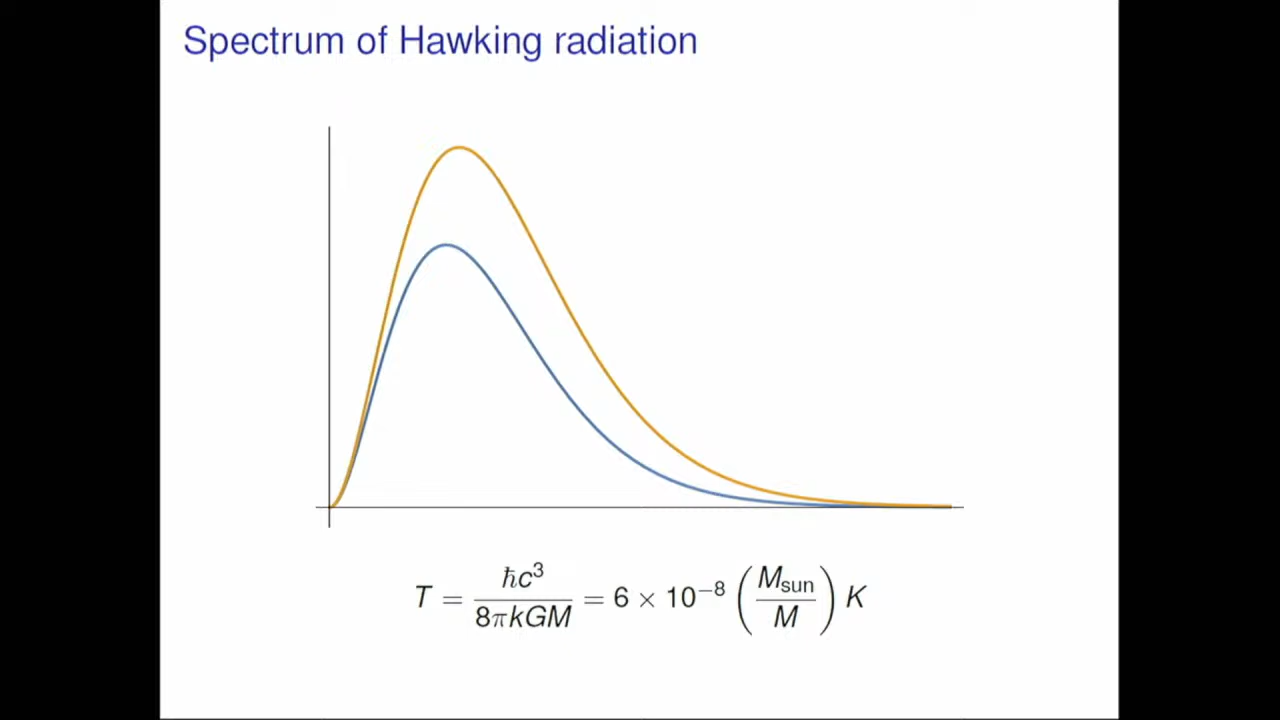 Spectrum of Hawking radiation
T = ħc³ / 8πkGM = 6 × 10⁻⁸ (M_sun / M) K